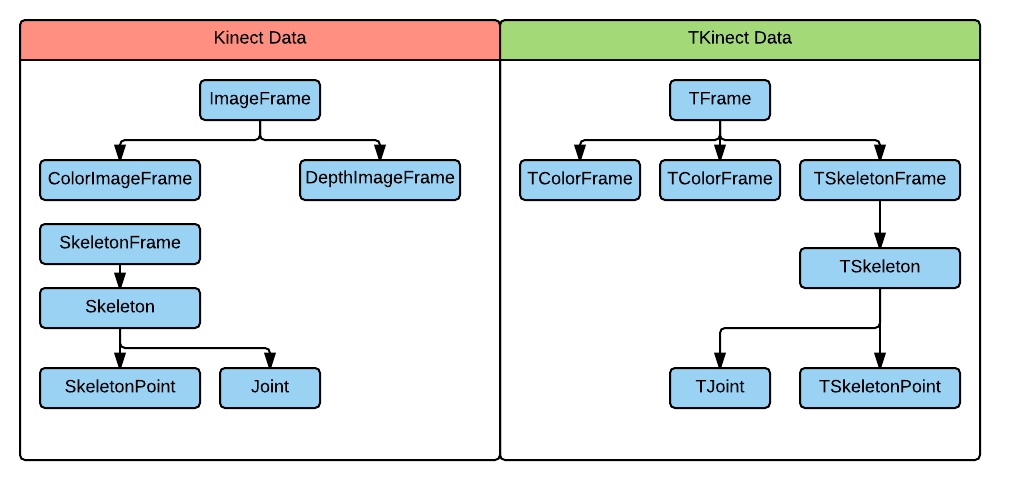 Kinect Data
TKinect Data
ImageFrame
ColorImageFrame
DepthImageFrame
SkeletonFrame
Skeleton
SkeletonPoint
Joint
TFrame
TColorFrame
TColorFrame
TSkeletonFrame
TSkeleton
TJoint
TSkeletonPoint